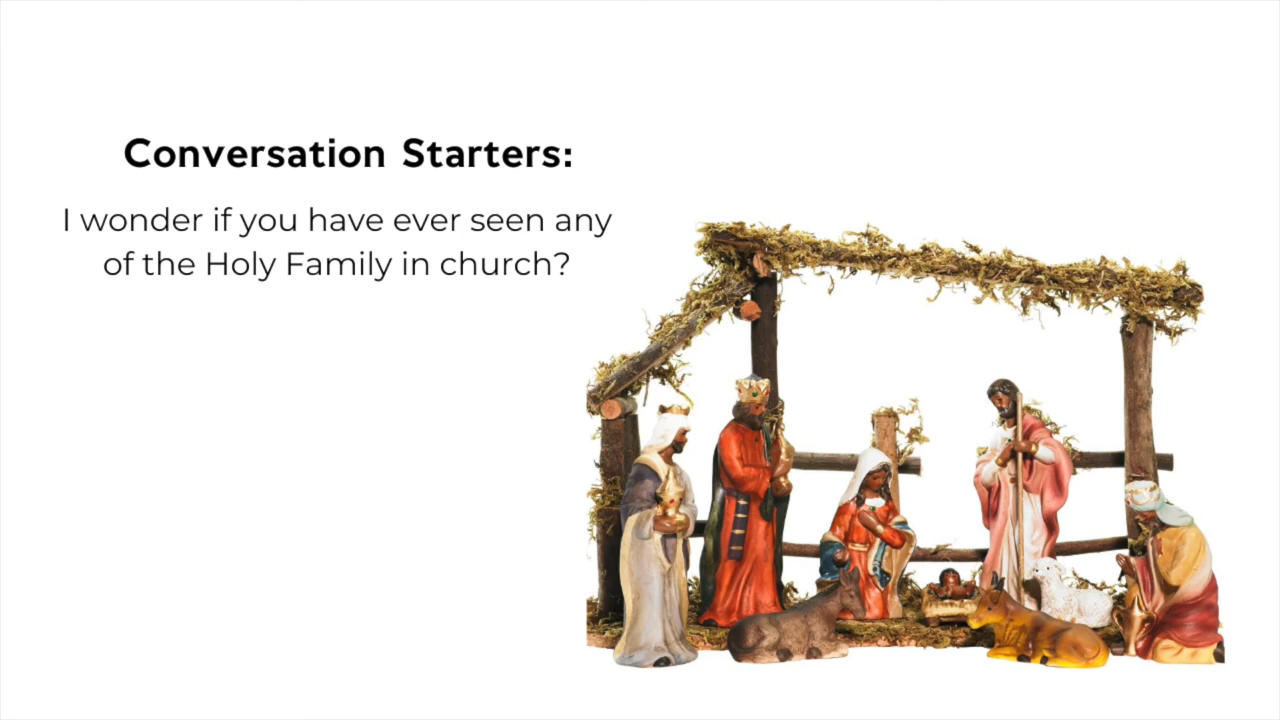 Conversation Starters:
I wonder if you have ever seen any
of the Holy Family in church?